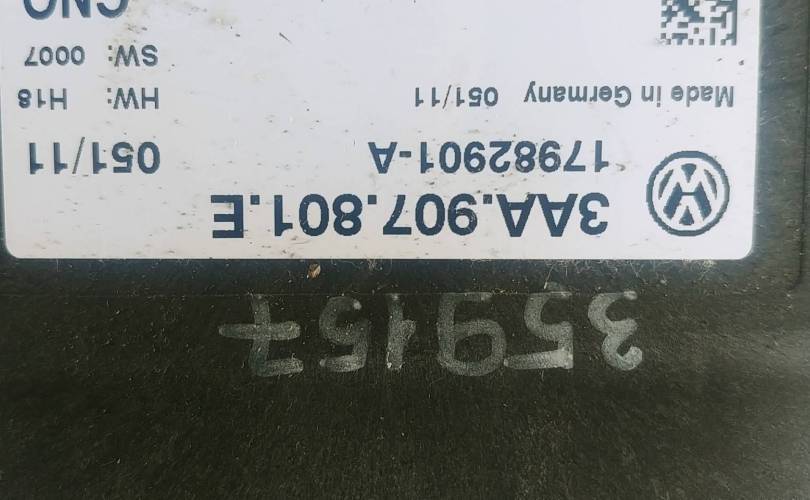 359157
3AA.907.801.E
17982901-A 051/11
Made in Germany 051/11 HW: H18
SW: 0007